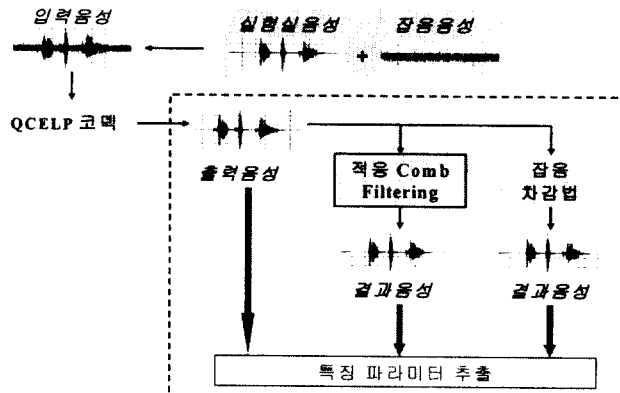 입력음성
실험실음성
잡음음성
+
QCELP 코덱
출력음성
적응 Comb
Filtering
잡음
차감법
결과음성
결과음성
특징 파라미터 추출